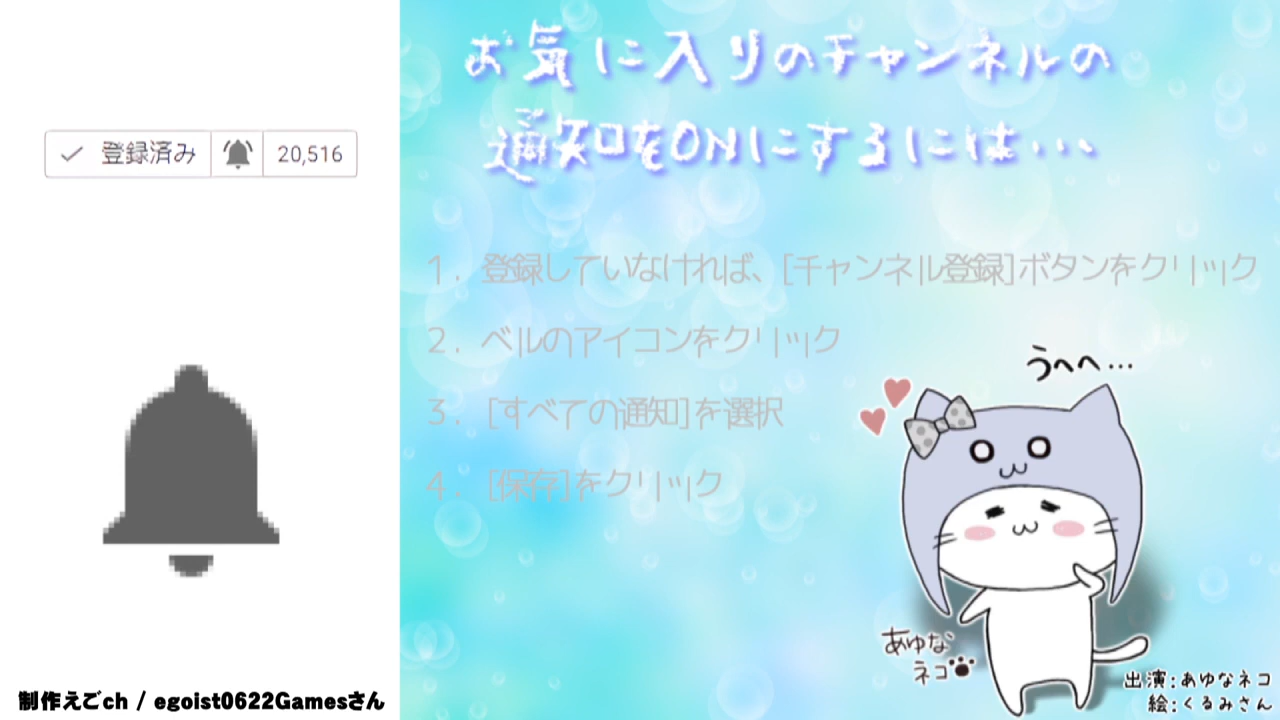 お気に入りのチャンネルの
通知をONにするには・・・
登録済み 20,516
1. 登録していなければ、[チャンネル登録]ボタンをクリック
2. ベルのアイコンをクリック
3. [すべての通知]を選択
4. [保存]をクリック
うへへ…
あゆな
ネコ
出演:あゆなネコ
絵:くるみさん
制作えごch / egoist0622Gamesさん